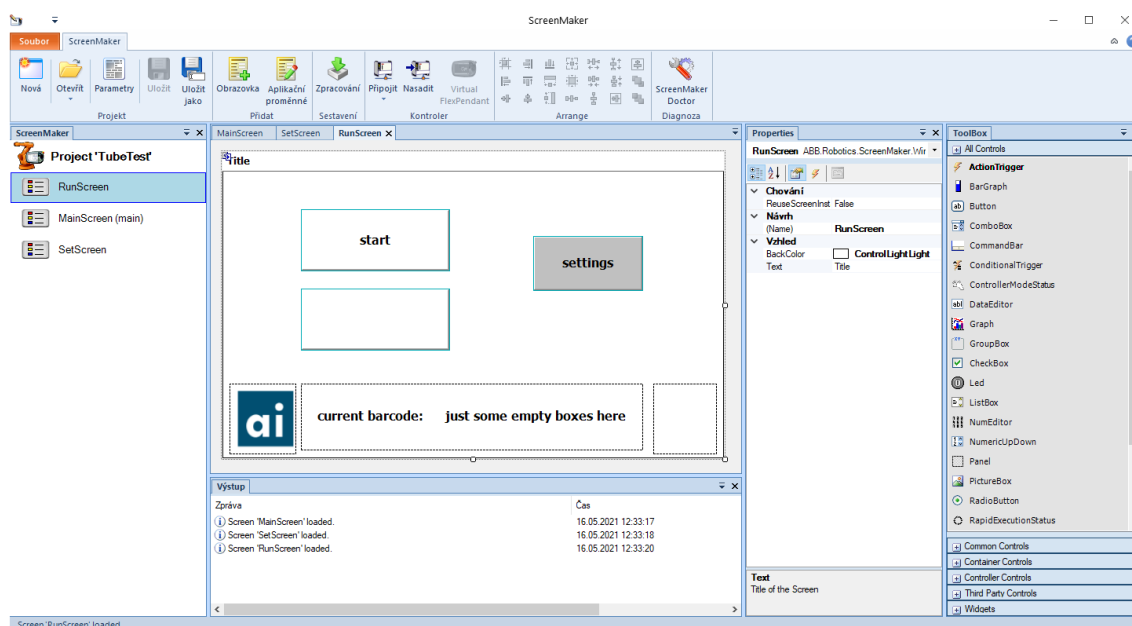 ScreenMaker
Soubor
ScreenMaker
Nová
Otevřít
Parametry
Uložit
Uložit jako
Projekt
Obrazovka
Aplikační proměnné
Přidat
Zpracování
Sestavení
Připojit
Nasadit
Virtual FlexPendant
Kontroler
Arrange
ScreenMaker Doctor
Diagnoza
ScreenMaker
Project 'TubeTest'
RunScreen
MainScreen (main)
SetScreen
MainScreen
SetScreen
RunScreen
Title
start
settings
ai
current barcode: just some empty boxes here
Výstup
Zpráva Čas
Screen 'MainScreen' loaded. 16.05.2021 12:33:17
Screen 'SetScreen' loaded. 16.05.2021 12:33:18
Screen 'RunScreen' loaded. 16.05.2021 12:33:20
Properties
RunScreen ABB.Robotics.ScreenMaker.Wir
Chování
ReuseScreenInst False
Návrh
(Name) RunScreen
Vzhled
BackColor ControlLightLight
Text Title
Text
Title of the Screen
ToolBox
All Controls
ActionTrigger
BarGraph
Button
ComboBox
CommandBar
ConditionalTrigger
ControllerModeStatus
DataEditor
Graph
GroupBox
CheckBox
Led
ListBox
NumEditor
NumericUpDown
Panel
PictureBox
RadioButton
RapidExecutionStatus
Common Controls
Container Controls
Controller Controls
Third Party Controls
Widgets
Screen 'RunScreen' loaded